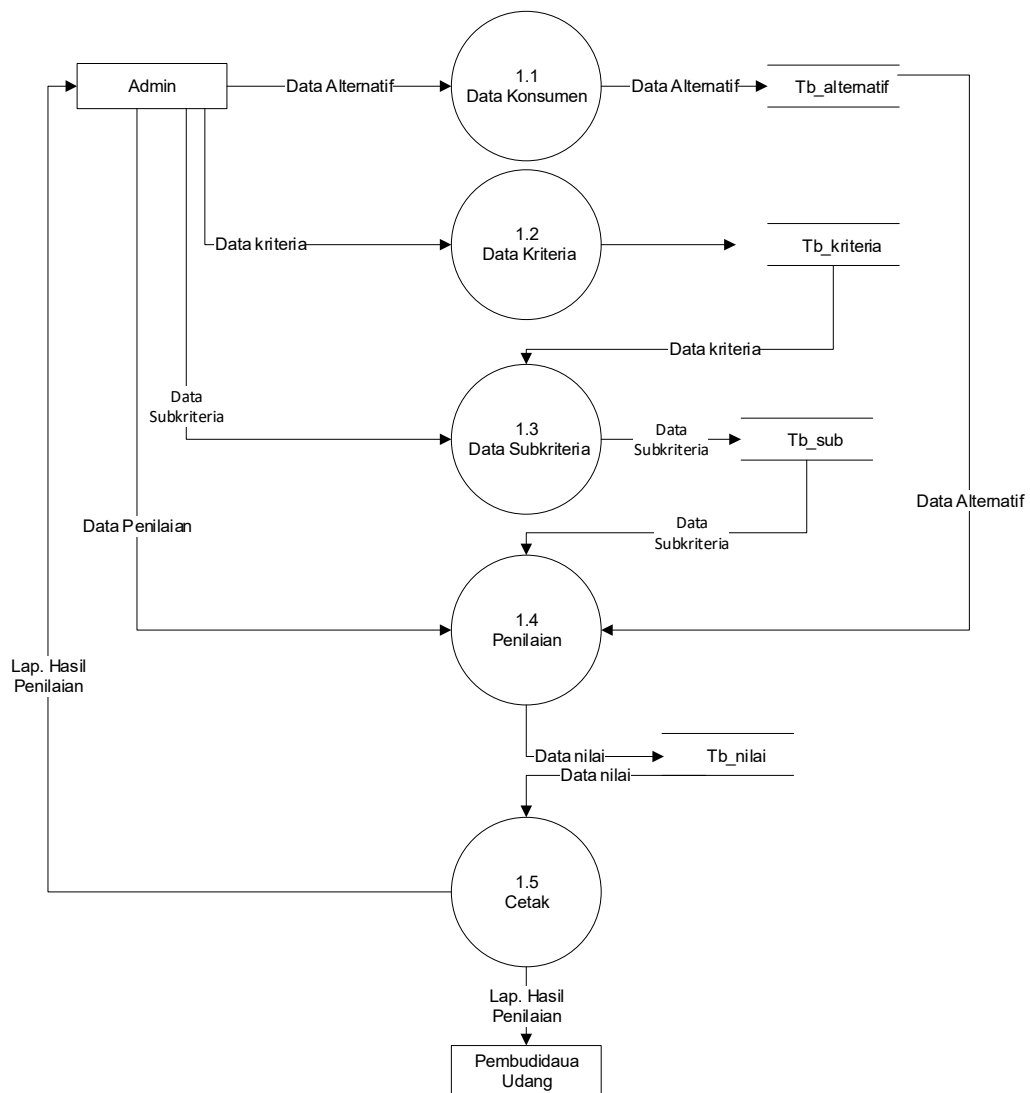 Admin
Data Alternatif
1.1
Data Konsumen
Data Alternatif
Tb_alternatif
Data kriteria
1.2
Data Kriteria
Tb_kriteria
Data kriteria
Data
Subkriteria
1.3
Data Subkriteria
Data
Subkriteria
Tb_sub
Data Alternatif
Data Penilaian
Data
Subkriteria
1.4
Penilaian
Lap. Hasil
Penilaian
Data nilai
Tb_nilai
Data nilai
1.5
Cetak
Lap. Hasil
Penilaian
Pembudidaua
Udang